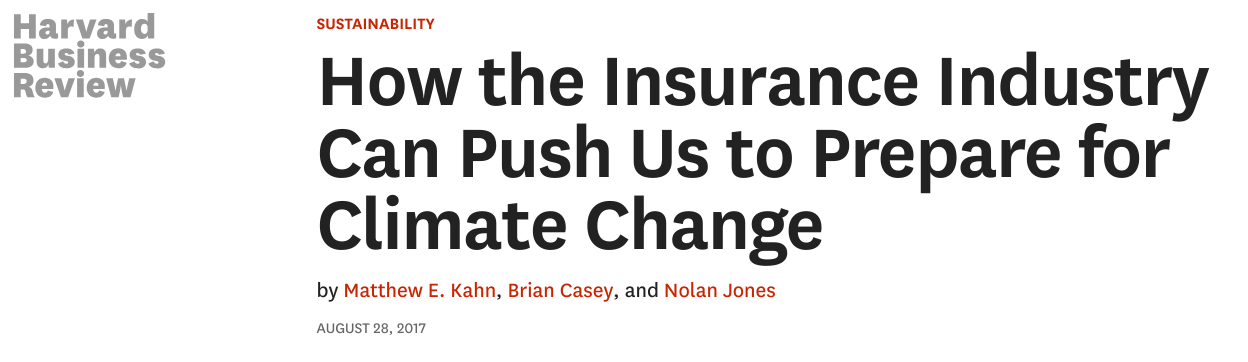 Harvard
Business
Review
SUSTAINABILITY
How the Insurance Industry
Can Push Us to Prepare for
Climate Change
by Matthew E. Kahn, Brian Casey, and Nolan Jones
AUGUST 28, 2017